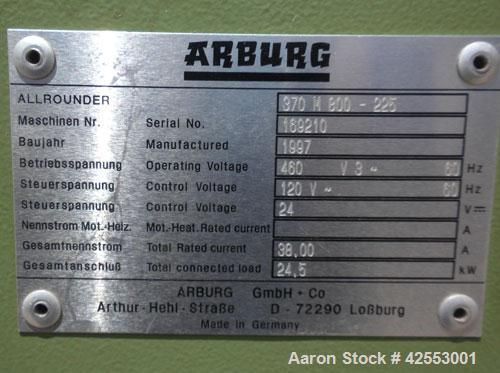 ARBURG
ALLROUNDER 370 M 800 - 225
Maschinen Nr. Serial No. 169210
Baujahr Manufactured 1997
Betriebsspannung Operating Voltage 460 V 3 ~ 60 Hz
Steuerspannung Control Voltage 120 V ~ 60 Hz
Steuerspannung Control Voltage 24 V
Nennstrom Mot.-Heiz. Mot.-Heat. Rated current A
Gesamtnennstrom Total Rated current 38,00 A
Gesamtanschluß Total connected load 24,5 kW
ARBURG GmbH + Co
Arthur-Hehl-Straße D - 72290 Loßburg
Made in Germany
Aaron Stock # 42553001